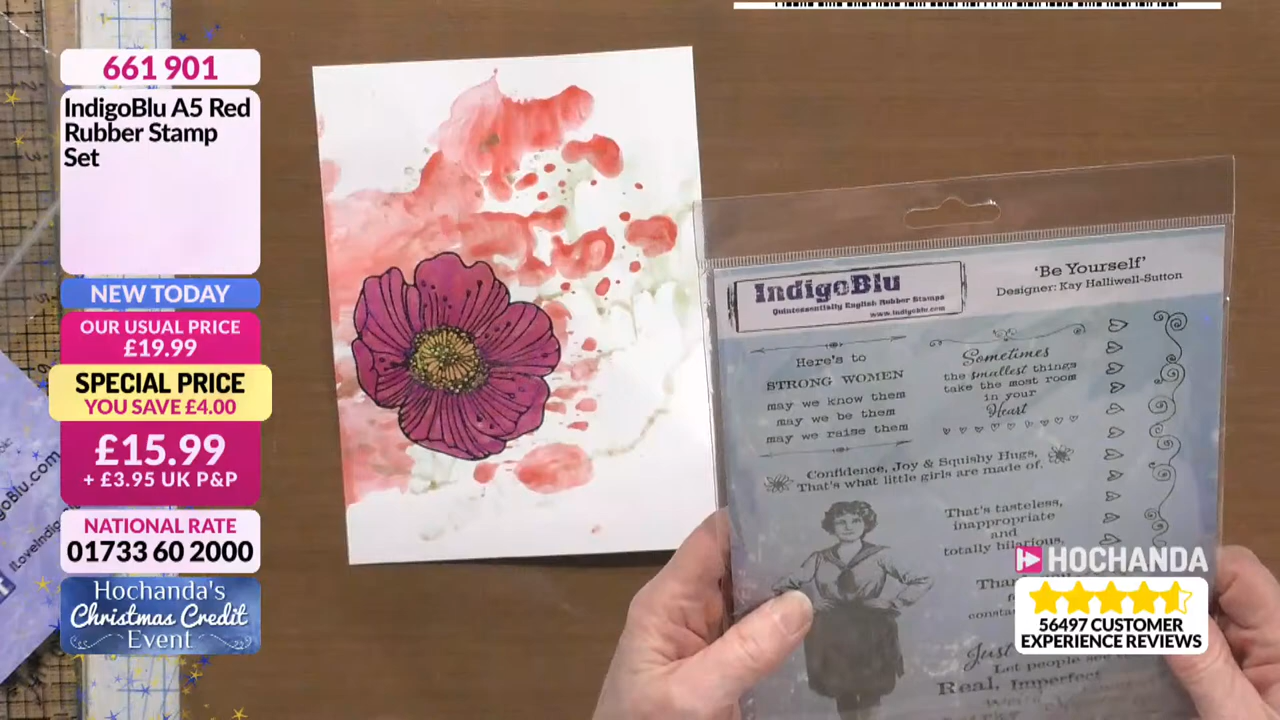 661 901
IndigoBlu A5 Red
Rubber Stamp
Set
NEW TODAY
OUR USUAL PRICE
£19.99
SPECIAL PRICE
YOU SAVE £4.00
£15.99
+ £3.95 UK P&P
NATIONAL RATE
01733 60 2000
Hochanda's
Christmas Credit
Event
IndigoBlu
Quintessentially English Rubber Stamps
www.indigoblu.com
'Be Yourself'
Designer: Kay Halliwell-Sutton
Here's to
STRONG WOMEN
may we know them
may we be them
may we raise them
Sometimes
the smallest things
take the most room
in your
Heart
Confidence, Joy & Squishy Hugs,
That's what little girls are made of.
That's tasteless,
inappropriate
and
totally hilarious,
Just
Let people see
Real, Imperfect
HOCHANDA
56497 CUSTOMER
EXPERIENCE REVIEWS